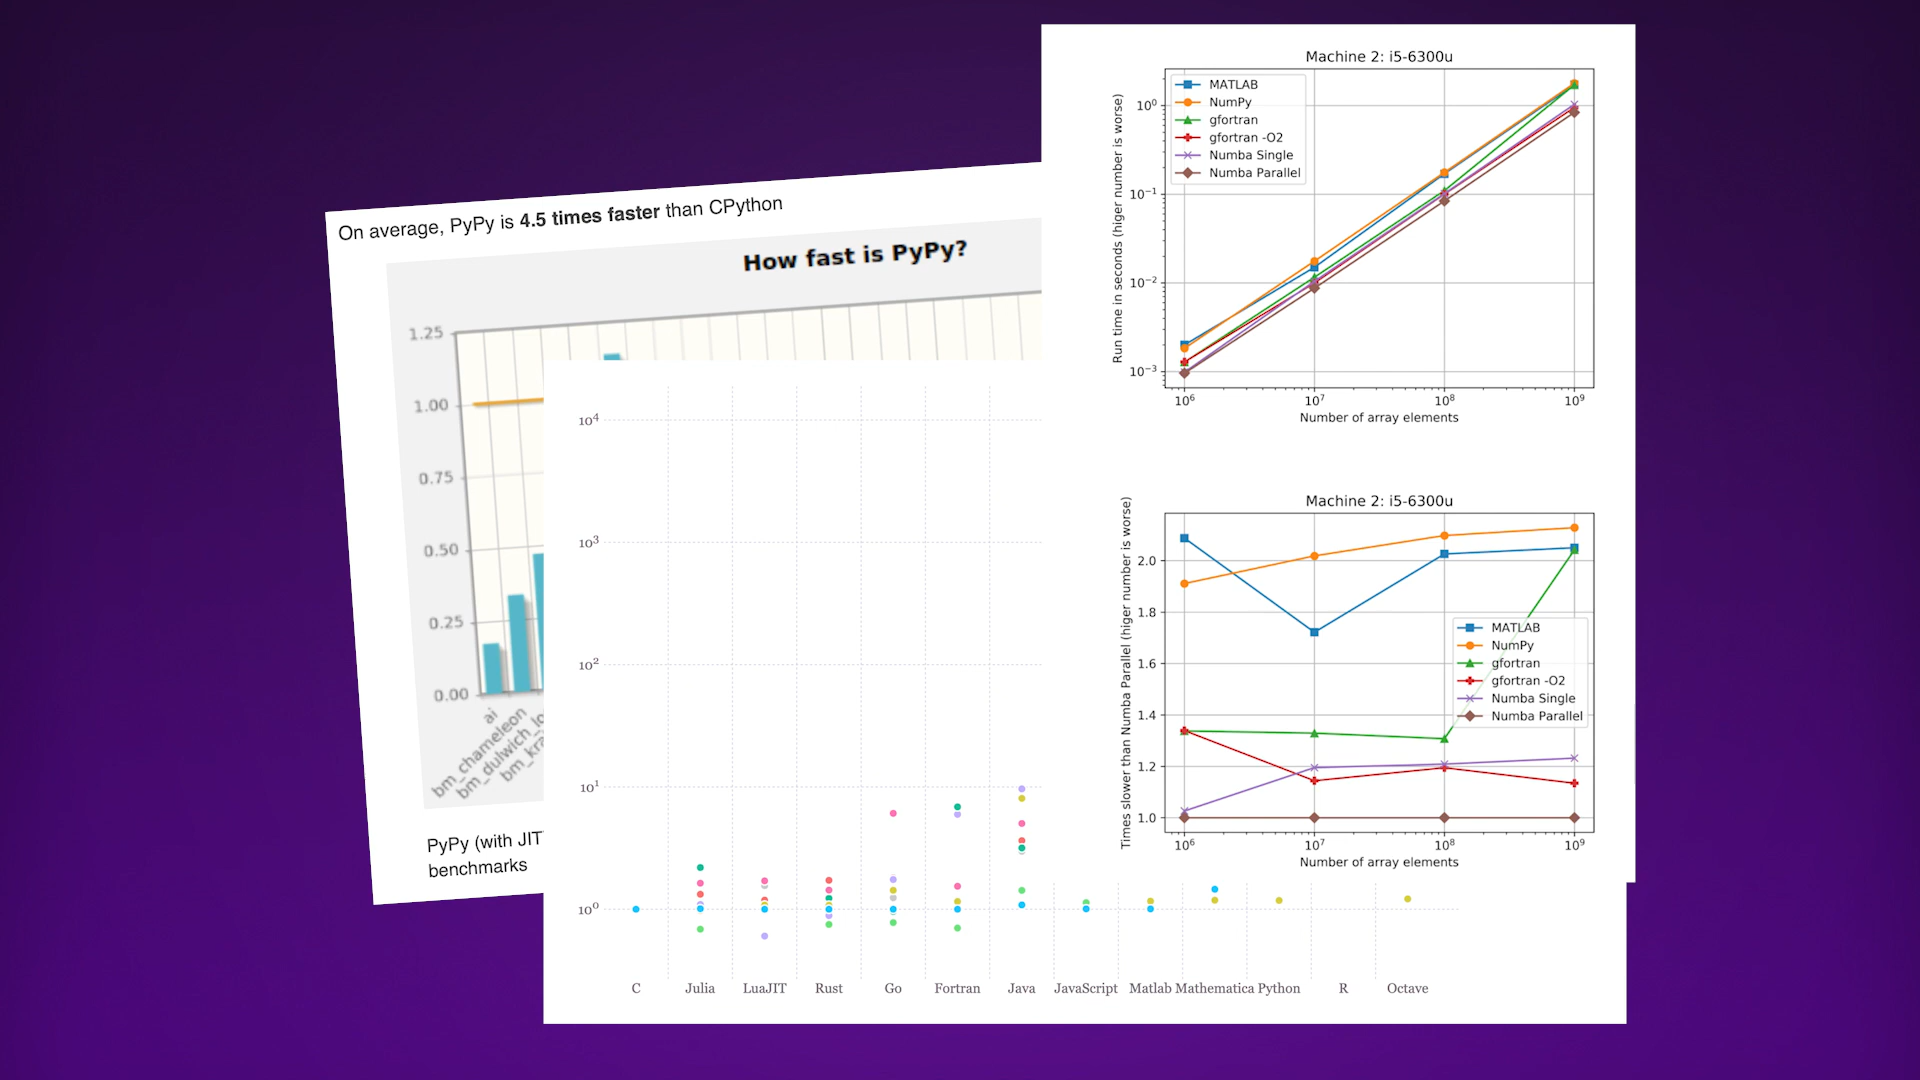 On average, PyPy is 4.5 times faster than CPython
How fast is PyPy?
1.25
1.00
0.75
0.50
0.25
0.00
ai
bm_chameleon
PyPy (with JIT
benchmarks
10⁴
10³
10²
10¹
10⁰
C
Julia
LuaJIT
Rust
Go
Fortran
Java
JavaScript
Matlab
Mathematica
Python
R
Octave
Machine 2: i5-6300u
MATLAB
NumPy
gfortran
gfortran -O2
Numba Single
Numba Parallel
Run time in seconds (higer number is worse)
10⁰
10⁻¹
10⁻²
10⁻³
10⁶
10⁷
10⁸
10⁹
Number of array elements
Machine 2: i5-6300u
Times slower than Numba Parallel (higer number is worse)
2.0
1.8
1.6
1.4
1.2
1.0
MATLAB
NumPy
gfortran
gfortran -O2
Numba Single
Numba Parallel
10⁶
10⁷
10⁸
10⁹
Number of array elements